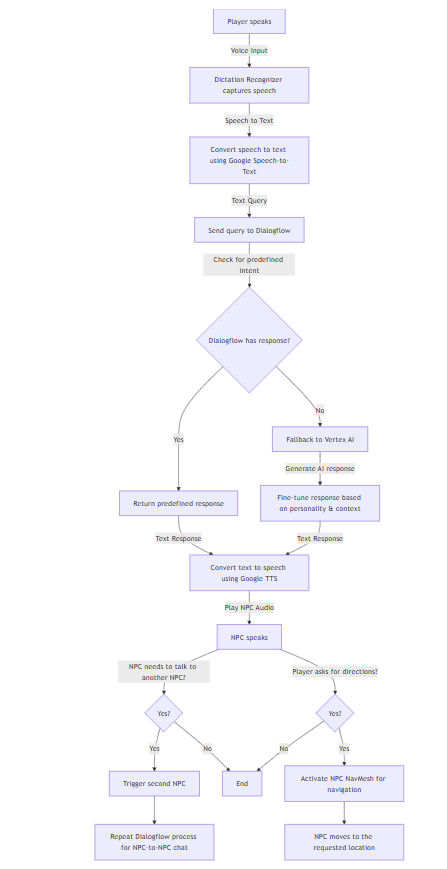 Player speaks
Voice Input
Dictation Recognizer
captures speech
Speech to Text
Convert speech to text
using Google Speech-to-
Text
Text Query
Send query to Dialogflow
Check for predefined
intent
Dialogflow has response?
No
Yes
Fallback to Vertex AI
Generate AI response
Return predefined response
Fine-tune response based
on personality & context
Text Response
Text Response
Convert text to speech
using Google TTS
Play NPC Audio
NPC speaks
NPC needs to talk to
another NPC?
Player asks for directions?
Yes?
Yes?
Yes
No
No
Yes
Trigger second NPC
End
Activate NPC NavMesh for
navigation
Repeat Dialogflow process
for NPC-to-NPC chat
NPC moves to the
requested location